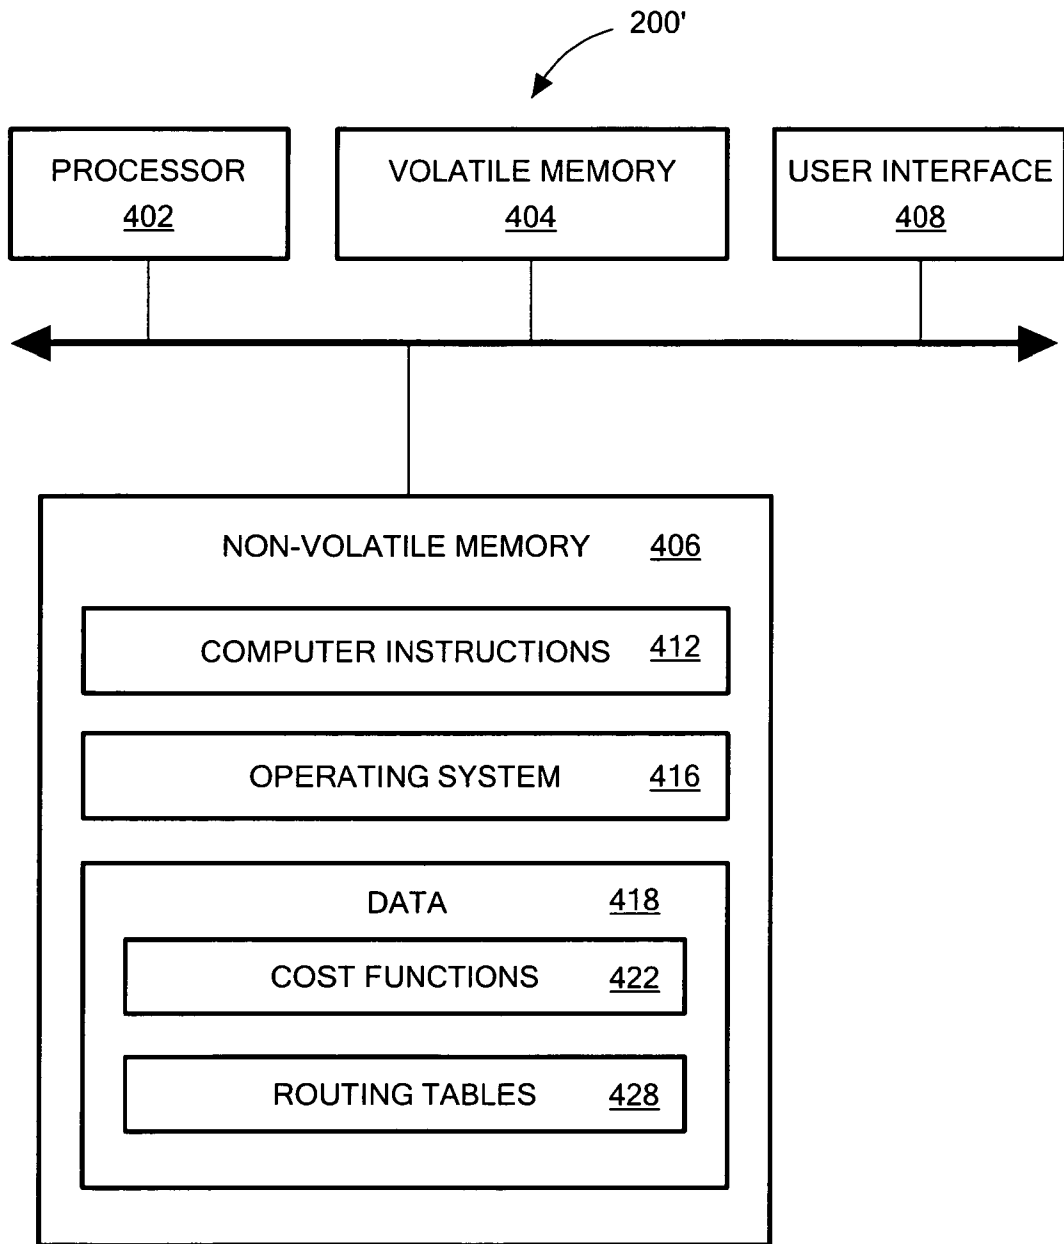 200'
PROCESSOR
402
VOLATILE MEMORY
404
USER INTERFACE
408
NON-VOLATILE MEMORY 406
COMPUTER INSTRUCTIONS 412
OPERATING SYSTEM 416
DATA 418
COST FUNCTIONS 422
ROUTING TABLES 428